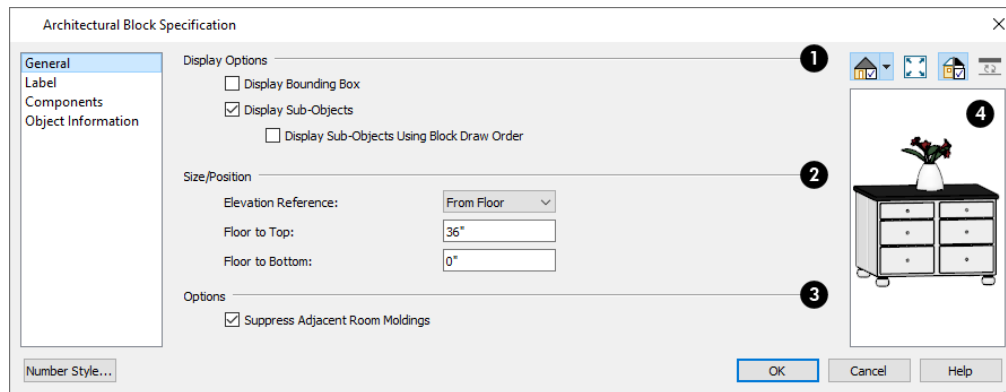 Architectural Block Specification
General
Label
Components
Object Information
Display Options
1
Display Bounding Box
Display Sub-Objects
Display Sub-Objects Using Block Draw Order
Size/Position
2
Elevation Reference:
From Floor
Floor to Top:
36"
Floor to Bottom:
0"
Options
3
Suppress Adjacent Room Moldings
4
Number Style...
OK
Cancel
Help